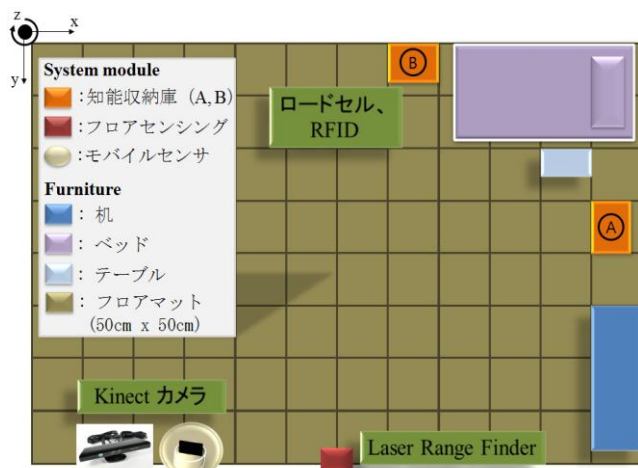 z
x
y
System module
:知能収納庫 (A,B)
:フロアセンシング
:モバイルセンサ
Furniture
: 机
: ベッド
: テーブル
: フロアマット
(50cm x 50cm)
B
ロードセル、
RFID
A
Kinect カメラ
Laser Range Finder